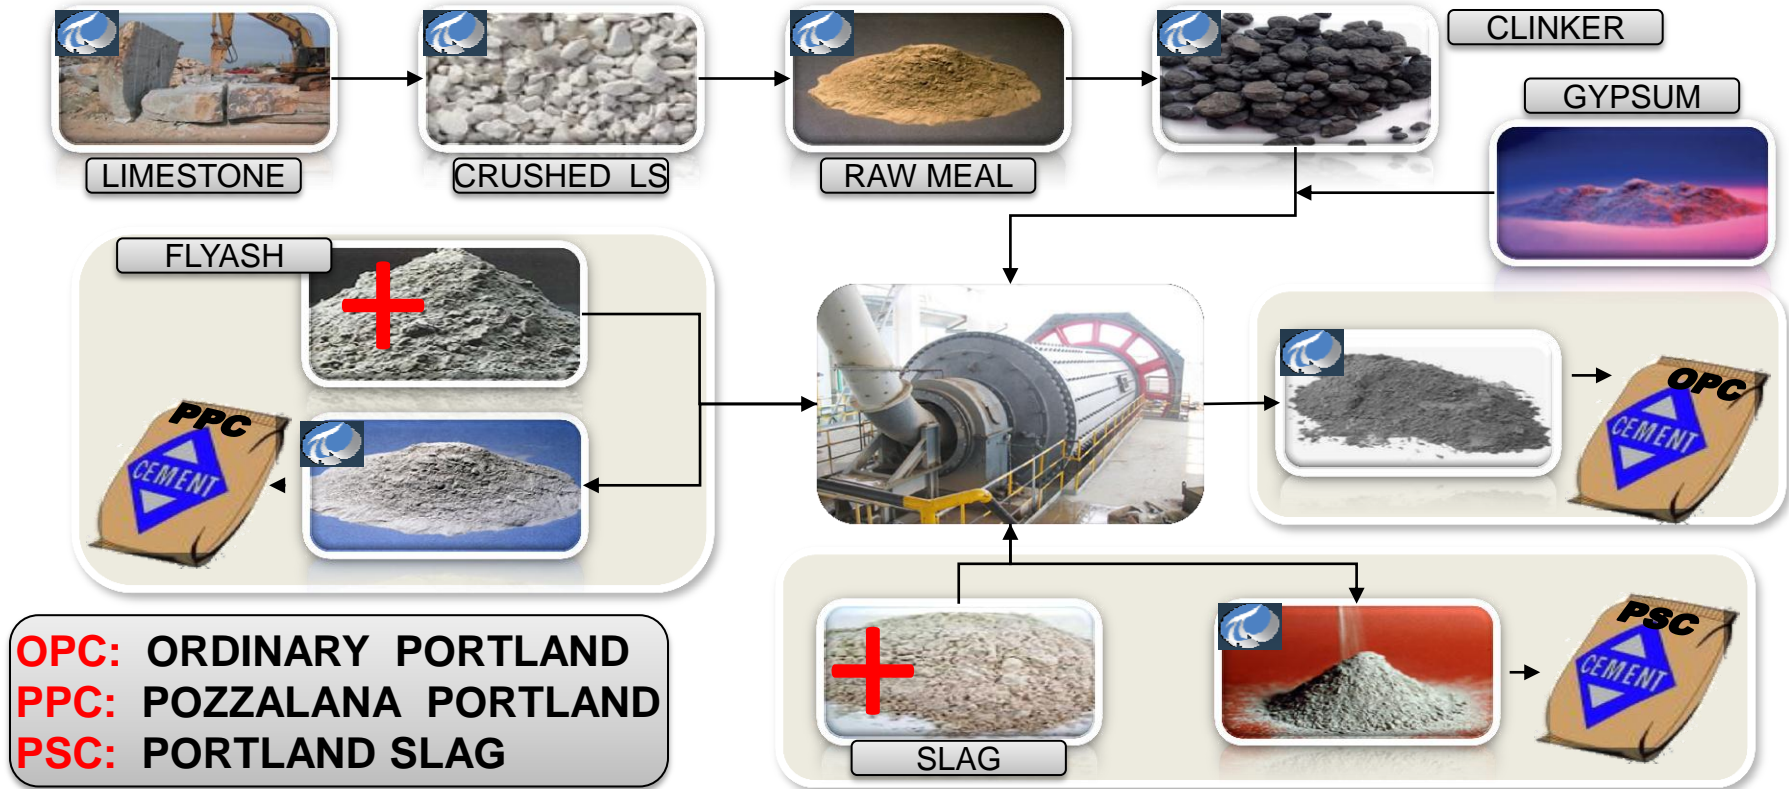 CLINKER
GYPSUM
LIMESTONE
CRUSHED LS
RAW MEAL
FLYASH
PPC
CEMENT
OPC
CEMENT
PSC
CEMENT
SLAG
OPC: ORDINARY PORTLAND
PPC: POZZALANA PORTLAND
PSC: PORTLAND SLAG